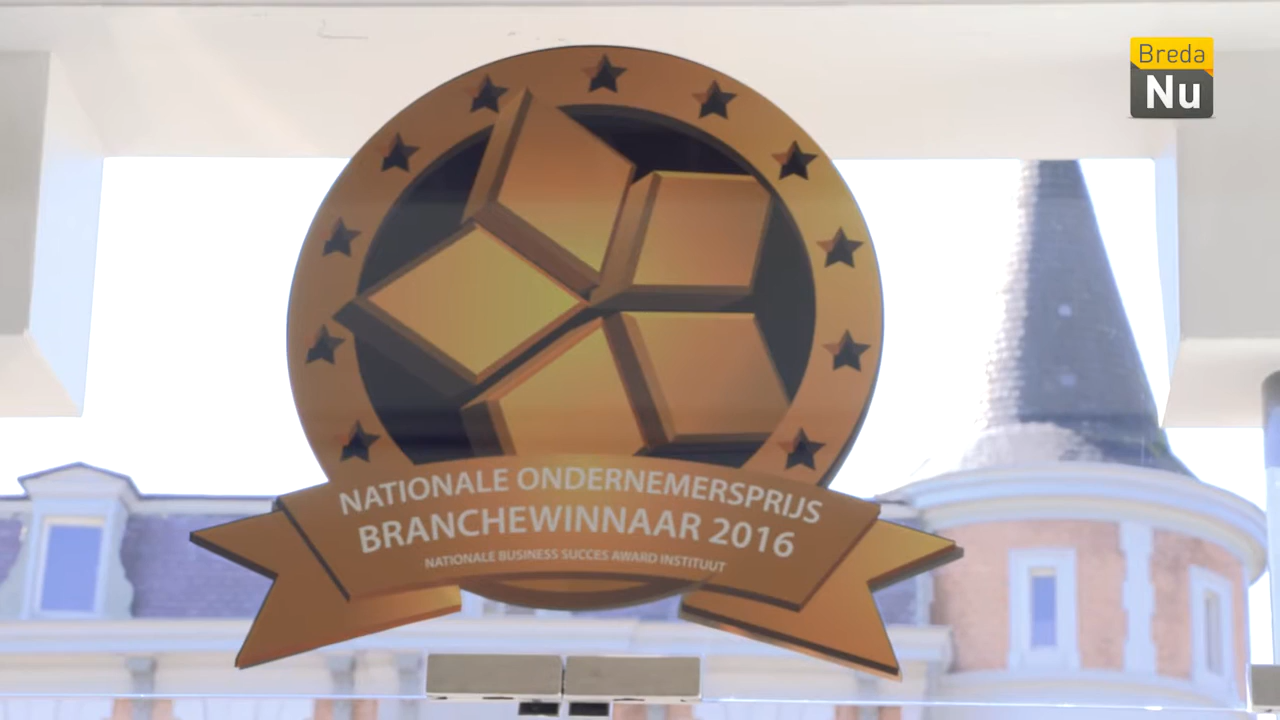 Breda
Nu
NATIONALE ONDERNEMERSPRIJS
BRANCHEWINNAAR 2016
NATIONALE BUSINESS SUCCES AWARD INSTITUUT